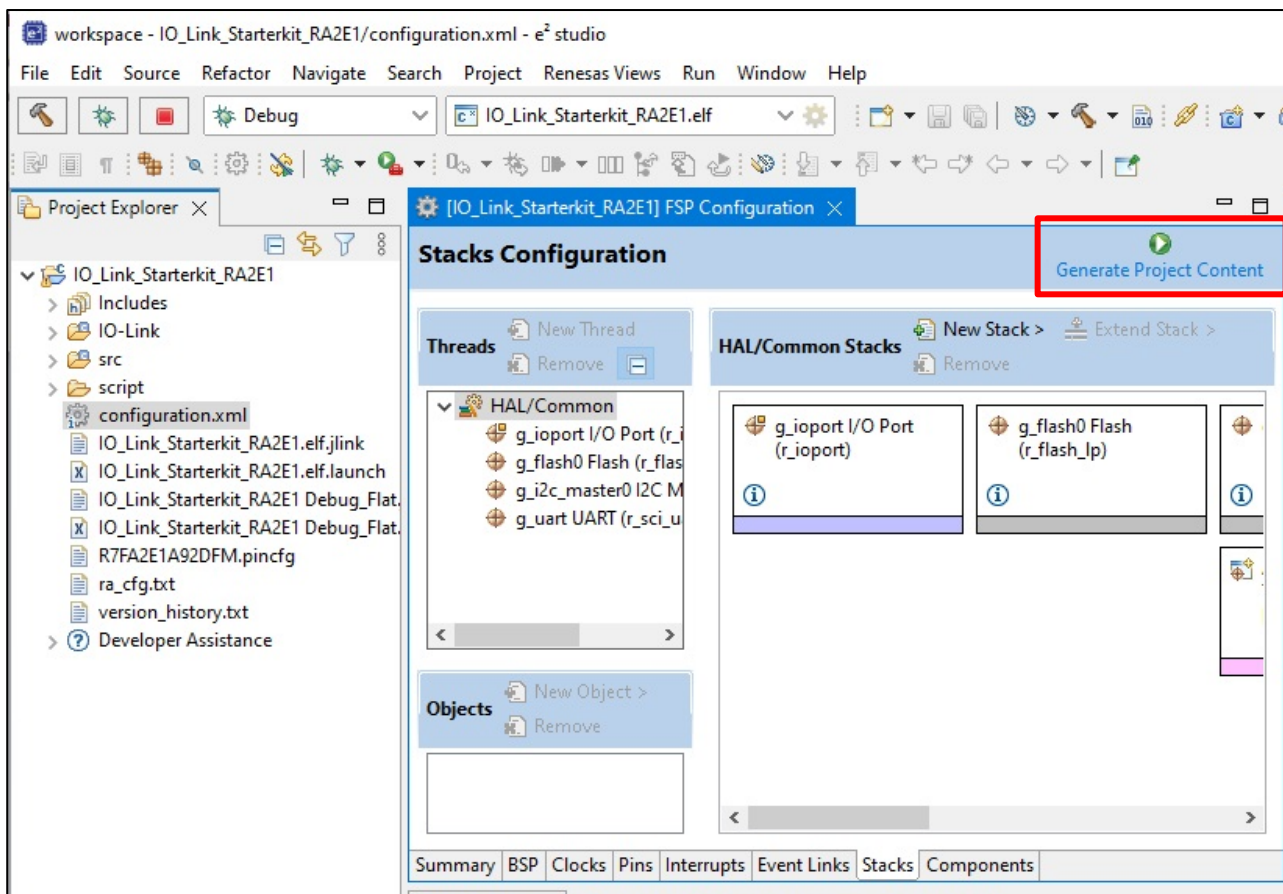 workspace - IO_Link_Starterkit_RA2E1/configuration.xml - e² studio
File Edit Source Refactor Navigate Search Project Renesas Views Run Window Help
Debug
IO_Link_Starterkit_RA2E1.elf
Project Explorer
IO_Link_Starterkit_RA2E1
Includes
IO-Link
src
script
configuration.xml
IO_Link_Starterkit_RA2E1.elf.jlink
IO_Link_Starterkit_RA2E1.elf.launch
IO_Link_Starterkit_RA2E1 Debug_Flat.
IO_Link_Starterkit_RA2E1 Debug_Flat.
R7FA2E1A92DFM.pincfg
ra_cfg.txt
version_history.txt
Developer Assistance
[IO_Link_Starterkit_RA2E1] FSP Configuration
Stacks Configuration
Generate Project Content
Threads
New Thread
Remove
HAL/Common
g_ioport I/O Port (r_i
g_flash0 Flash (r_flas
g_i2c_master0 I2C M
g_uart UART (r_sci_u
Objects
New Object >
Remove
HAL/Common Stacks
New Stack >
Extend Stack >
Remove
g_ioport I/O Port
(r_ioport)
g_flash0 Flash
(r_flash_lp)
Summary BSP Clocks Pins Interrupts Event Links Stacks Components